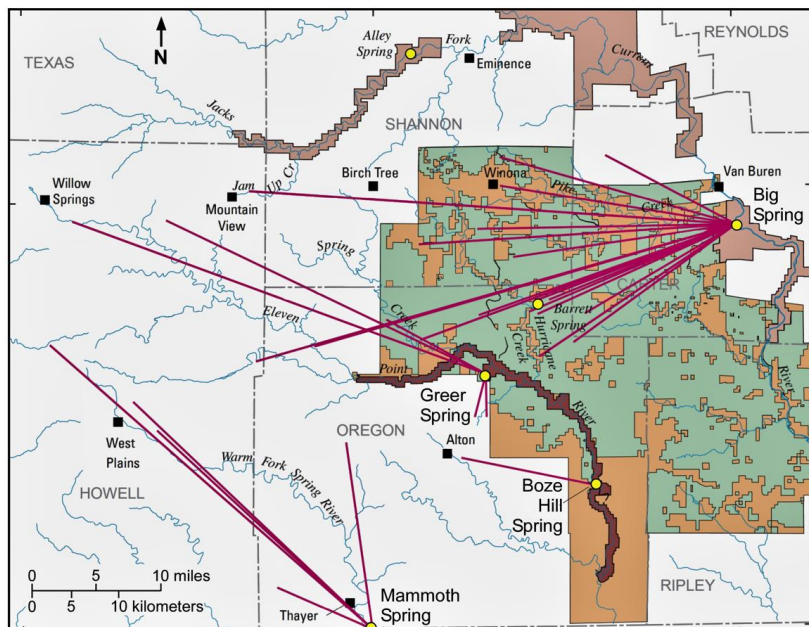 REYNOLDS
TEXAS
N
Alley
Spring
Fork
Eminence
Current
Jacks
SHANNON
Up Cr
Jam
Birch Tree
Winona
Pike
Creek
Van Buren
Willow
Springs
Mountain
View
Big
Spring
Spring
Creek
CARTER
Eleven
Barrett
Spring
Hurricane
Creek
Point
River
River
Greer
Spring
OREGON
Alton
West
Plains
HOWELL
Warm Fork Spring River
Boze
Hill
Spring
0 5 10 miles
0 5 10 kilometers
Thayer
Mammoth
Spring
RIPLEY